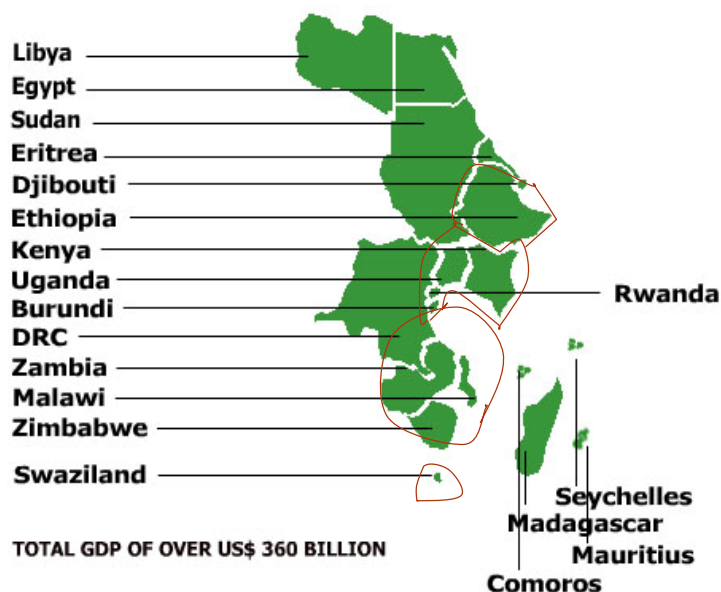 Libya
Egypt
Sudan
Eritrea
Djibouti
Ethiopia
Kenya
Uganda
Rwanda
Burundi
DRC
Zambia
Malawi
Zimbabwe
Swaziland
Seychelles
Madagascar
TOTAL GDP OF OVER US$ 360 BILLION
Mauritius
Comoros